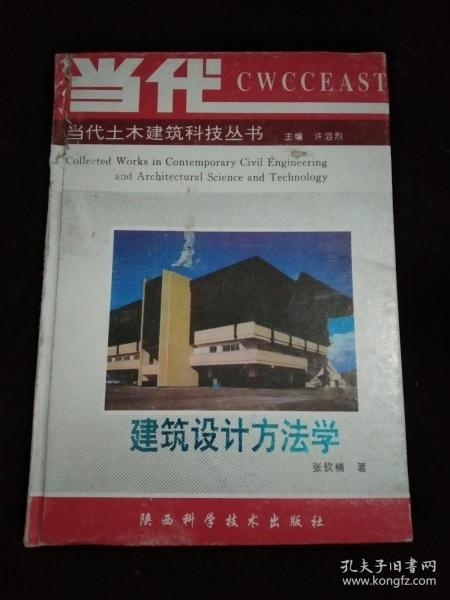 当代 CWCCEAST
当代土木建筑科技丛书 主编 许溶烈
Collected Works in Contemporary Civil Engineering
and Architectural Science and Technology
建筑设计方法学
张钦楠 著
陕西科学技术出版社
孔夫子旧书网
www.kongfz.com